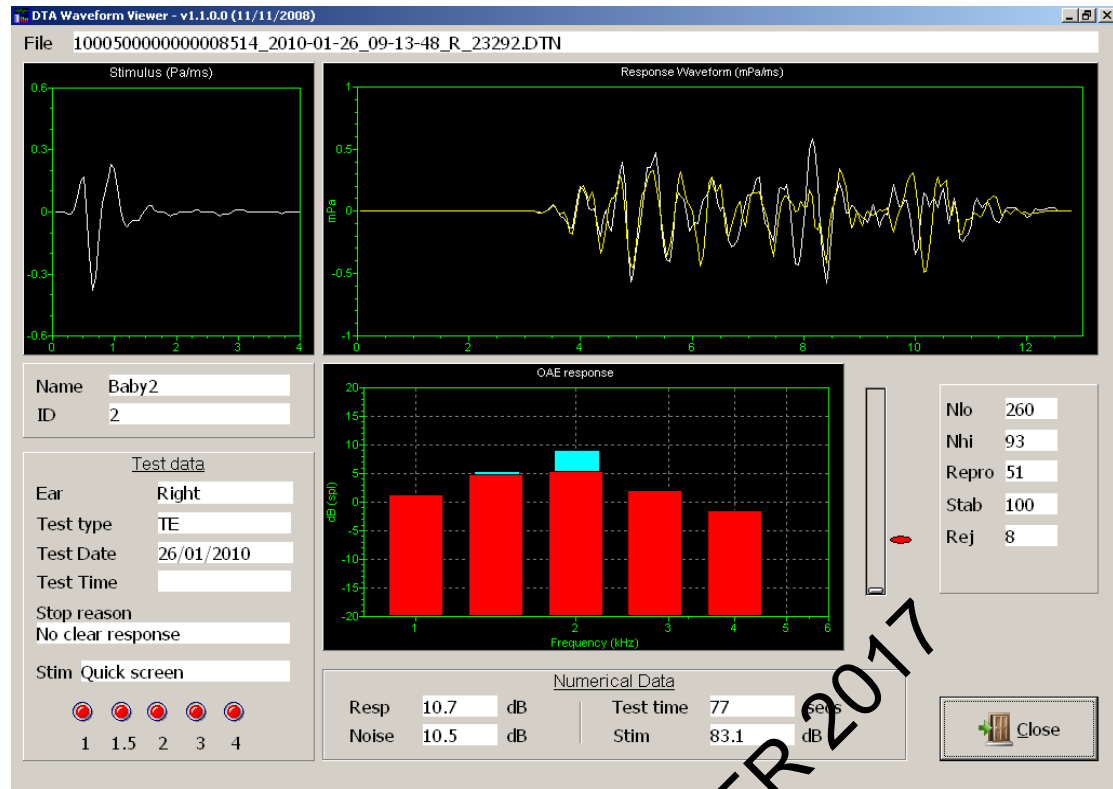 DTA Waveform Viewer - v1.1.0.0 (11/11/2008)
File 1000500000000008514_2010-01-26_09-13-48_R_23292.DTN
Stimulus (Pa/ms)
0.6
0.3
0
-0.3
-0.6
0 1 2 3 4
Response Waveform (mPa/ms)
1
0.5
0
-0.5
-1
mPa
0 2 4 6 8 10 12
Name Baby2
ID 2
Test data
Ear Right
Test type TE
Test Date 26/01/2010
Test Time
Stop reason
No clear response
Stim Quick screen
1 1.5 2 3 4
OAE response
20
15
10
5
0
-5
-10
-15
-20
dB (spl)
1 2 3 4 5 6
Frequency (kHz)
Nlo 260
Nhi 93
Repro 51
Stab 100
Rej 8
Numerical Data
Resp 10.7 dB Test time 77 secs
Noise 10.5 dB Stim 83.1 dB
Close
ER 2017